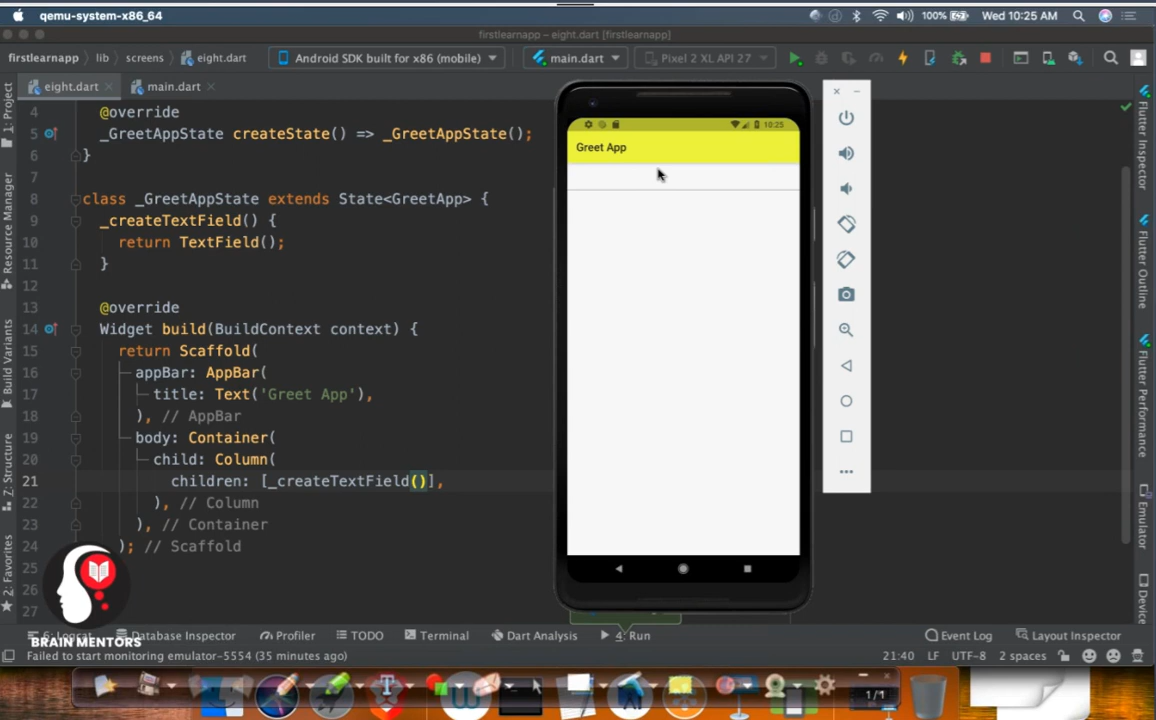 qemu-system-x86_64
100%
Wed 10:25 AM
firstlearnapp – eight.dart [firstlearnapp]
firstlearnapp
lib
screens
eight.dart
Android SDK built for x86 (mobile)
main.dart
Pixel 2 XL API 27
eight.dart
main.dart
4
@override
5
_GreetAppState createState() => _GreetAppState();
6
}
7
8
class _GreetAppState extends State<GreetApp> {
9
_createTextField() {
10
return TextField();
11
}
12
13
@override
14
Widget build(BuildContext context) {
15
return Scaffold(
16
appBar: AppBar(
17
title: Text('Greet App'),
18
), // AppBar
19
body: Container(
20
child: Column(
21
children: [_createTextField()],
22
), // Column
23
), // Container
24
); // Scaffold
25
26
27
1: Project
Resource Manager
Build Variants
7: Structure
2: Favorites
10:25
Greet App
Flutter Inspector
Flutter Outline
Flutter Performance
Emulator
Device
BRAIN MENTORS
6: Logcat
Database Inspector
Profiler
TODO
Terminal
Dart Analysis
4: Run
Event Log
Layout Inspector
Failed to start monitoring emulator-5554 (35 minutes ago)
21:40
LF
UTF-8
2 spaces
1/1